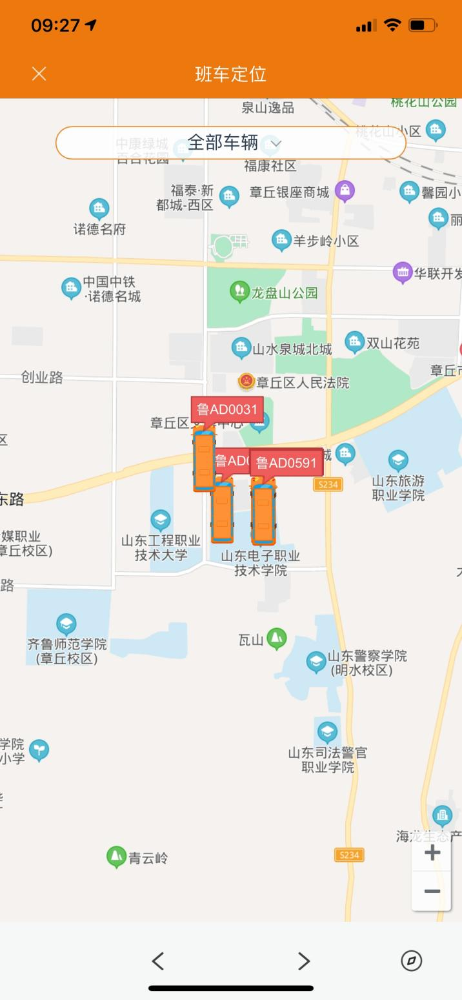 09:27
班车定位
泉山逸品
桃花山公园
桃花山小区
中康绿城
百合花园
全部车辆
福康社区
福泰·新
都城-西区
章丘银座商城
馨园小
丽
诺德名府
羊步岭小区
中国中铁
·诺德名城
华联开发
龙盘山公园
山水泉城北城
双山花苑
创业路
章丘区人民法院
章丘市
鲁AD0031
章丘区
中心
区
鲁AD0
鲁AD0591
城
S234
山东旅游
职业学院
东路
媒职业
章丘校区)
山东工程职业
技术大学
山东电子职业
技术学院
路
齐鲁师范学院
(章丘校区)
瓦山
山东警察学院
(明水校区)
学院
小学
山东司法警官
职业学院
海龙生态产
青云岭
S234